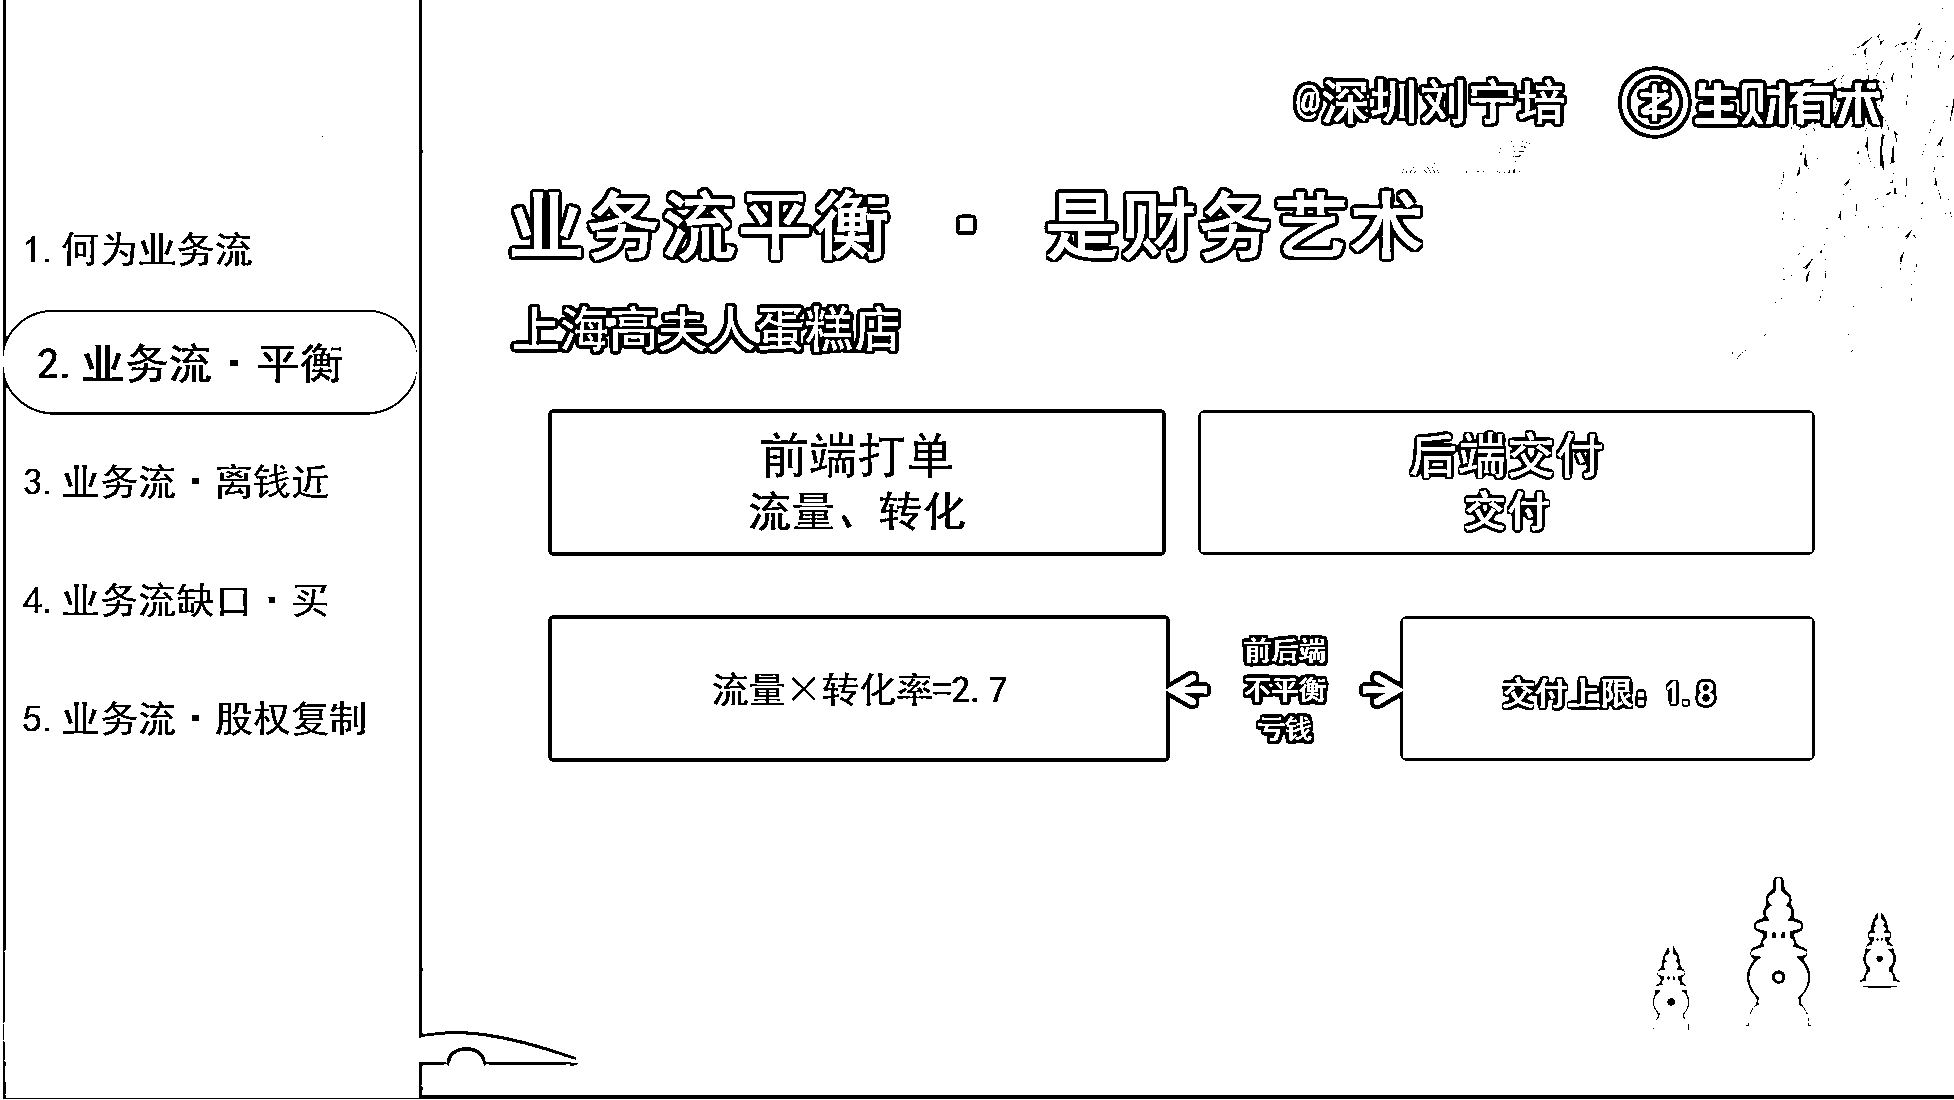 @深圳刘宁培
生财有术
1.何为业务流
2.业务流·平衡
3.业务流·离钱近
4.业务流缺口·买
5.业务流·股权复制
业务流平衡 · 是财务艺术
上海高夫人蛋糕店
前端打单
流量、转化
后端交付
交付
流量×转化率=2.7
前后端
不平衡
亏钱
交付上限：1.8